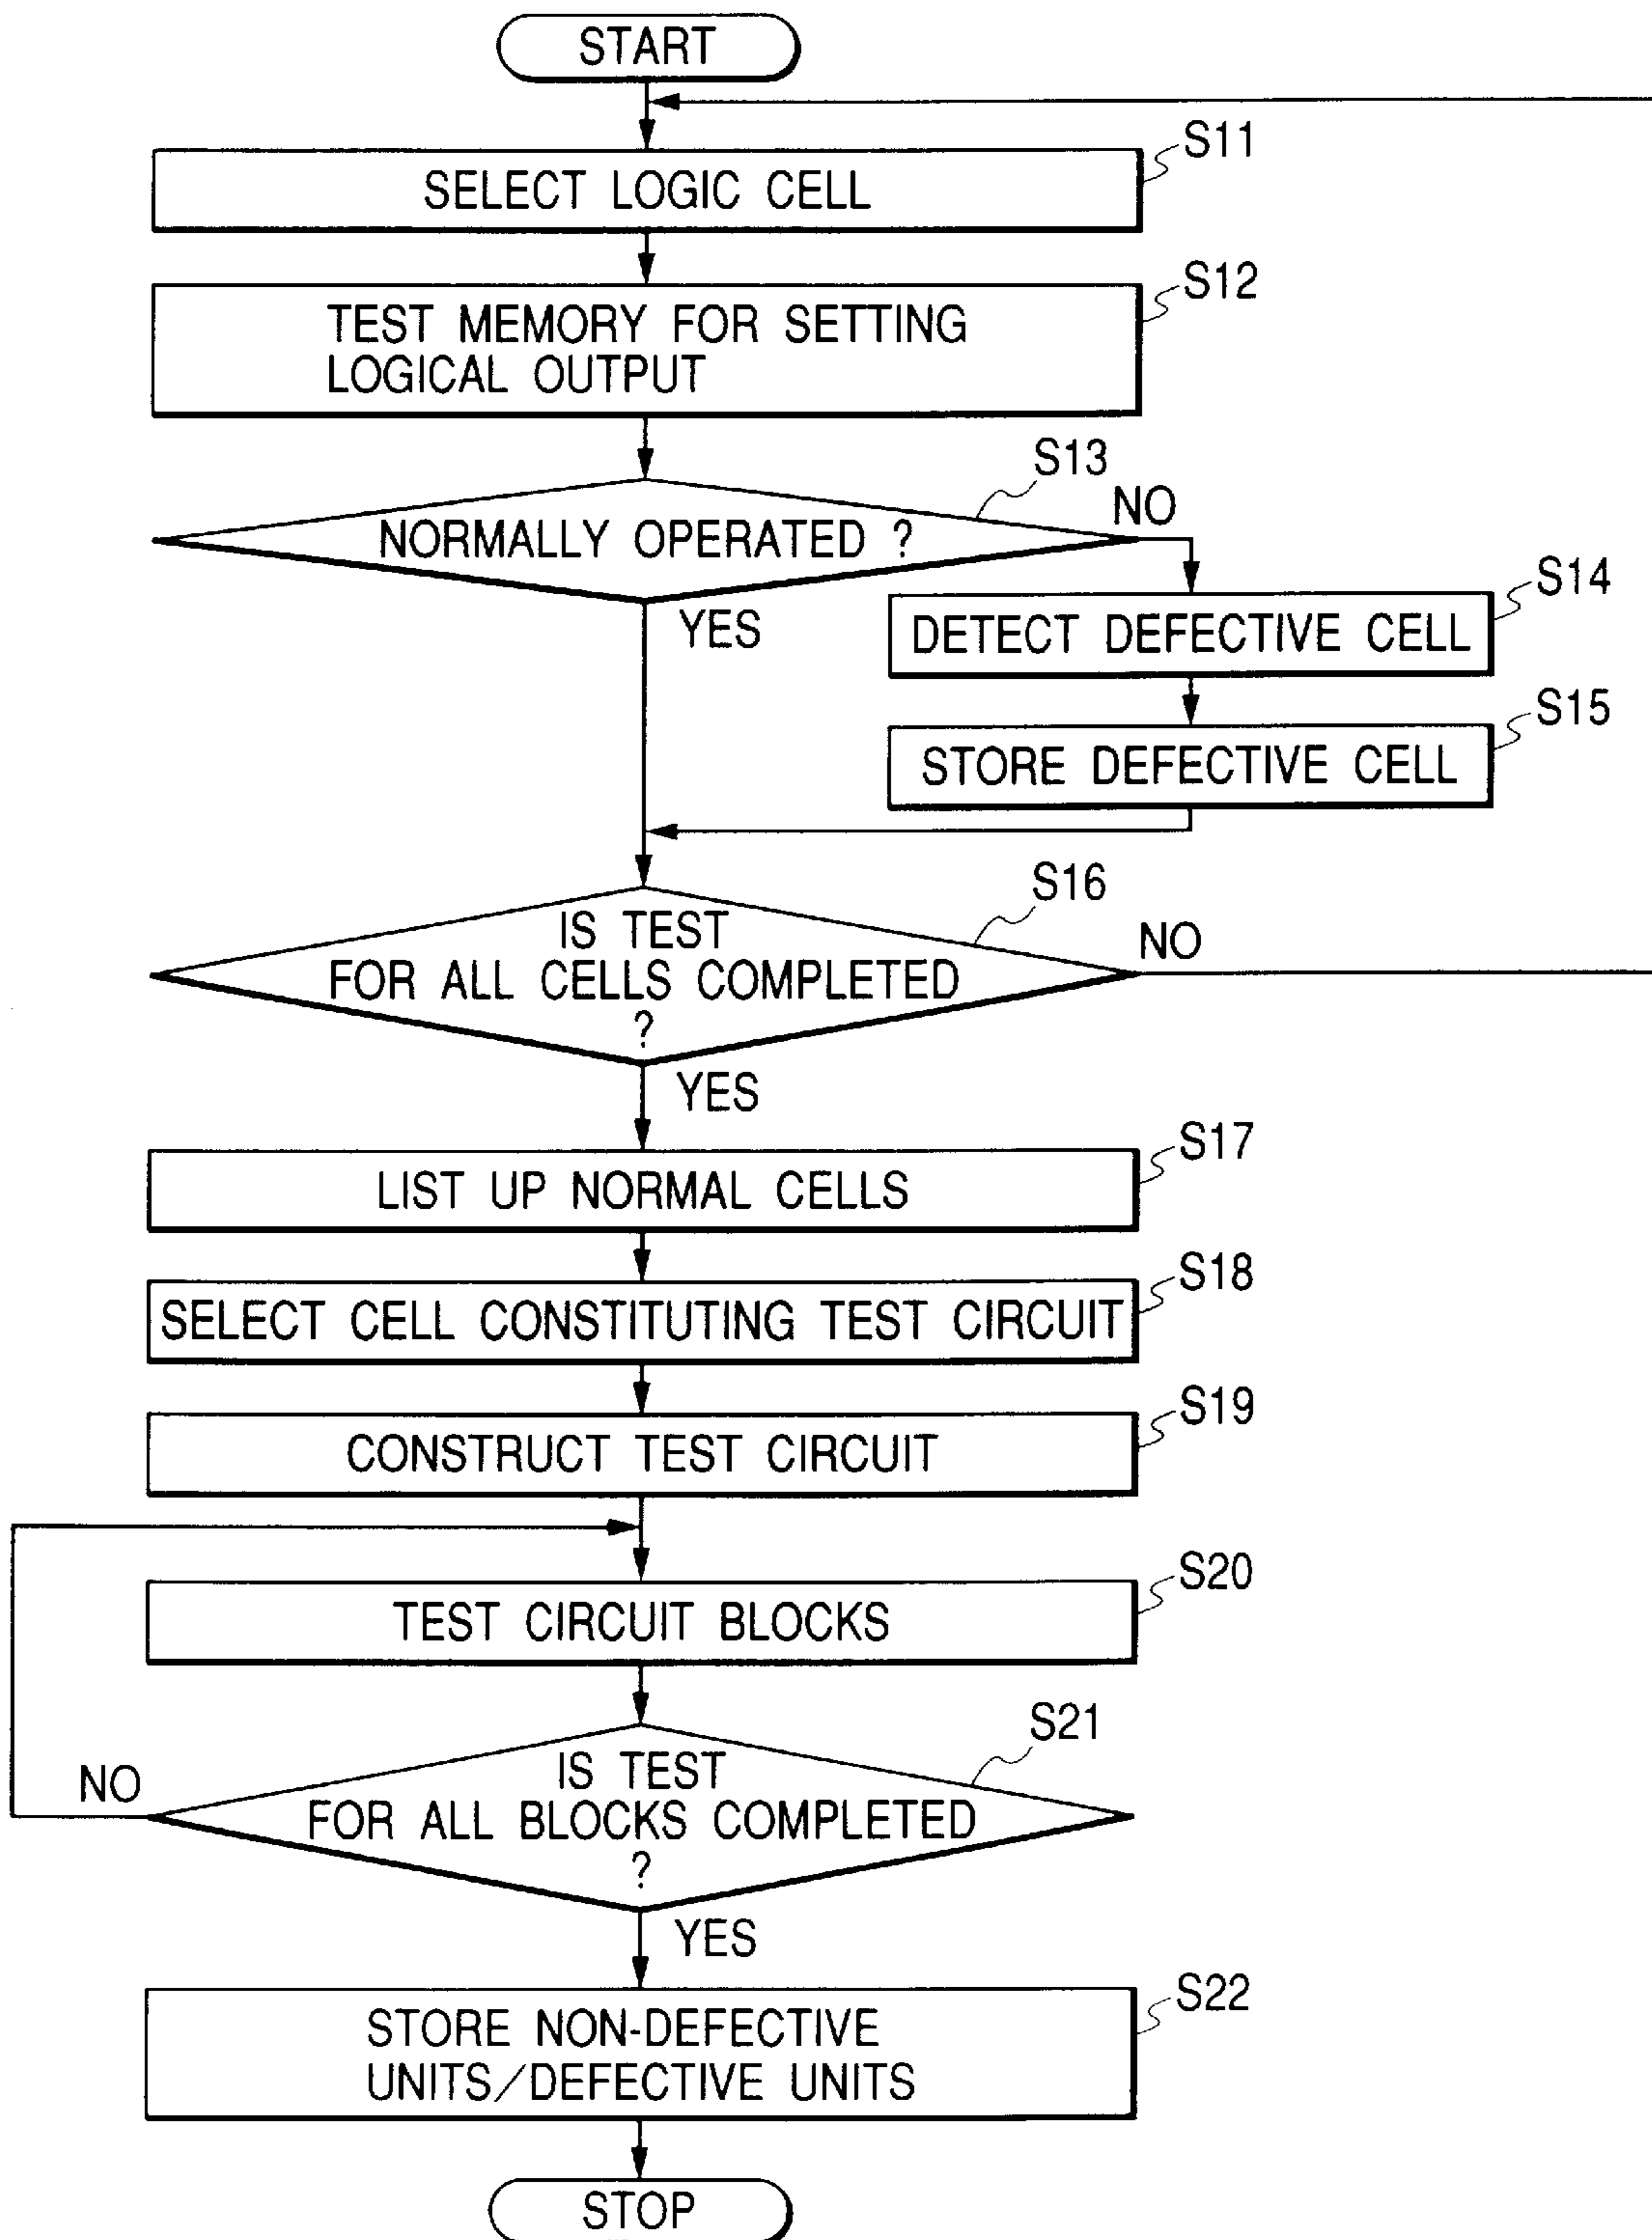 START
S11
SELECT LOGIC CELL
S12
TEST MEMORY FOR SETTING
LOGICAL OUTPUT
S13
NORMALLY OPERATED ?
NO
YES
S14
DETECT DEFECTIVE CELL
S15
STORE DEFECTIVE CELL
S16
IS TEST
FOR ALL CELLS COMPLETED
?
NO
YES
S17
LIST UP NORMAL CELLS
S18
SELECT CELL CONSTITUTING TEST CIRCUIT
S19
CONSTRUCT TEST CIRCUIT
S20
TEST CIRCUIT BLOCKS
S21
IS TEST
FOR ALL BLOCKS COMPLETED
?
NO
YES
S22
STORE NON-DEFECTIVE
UNITS/DEFECTIVE UNITS
STOP